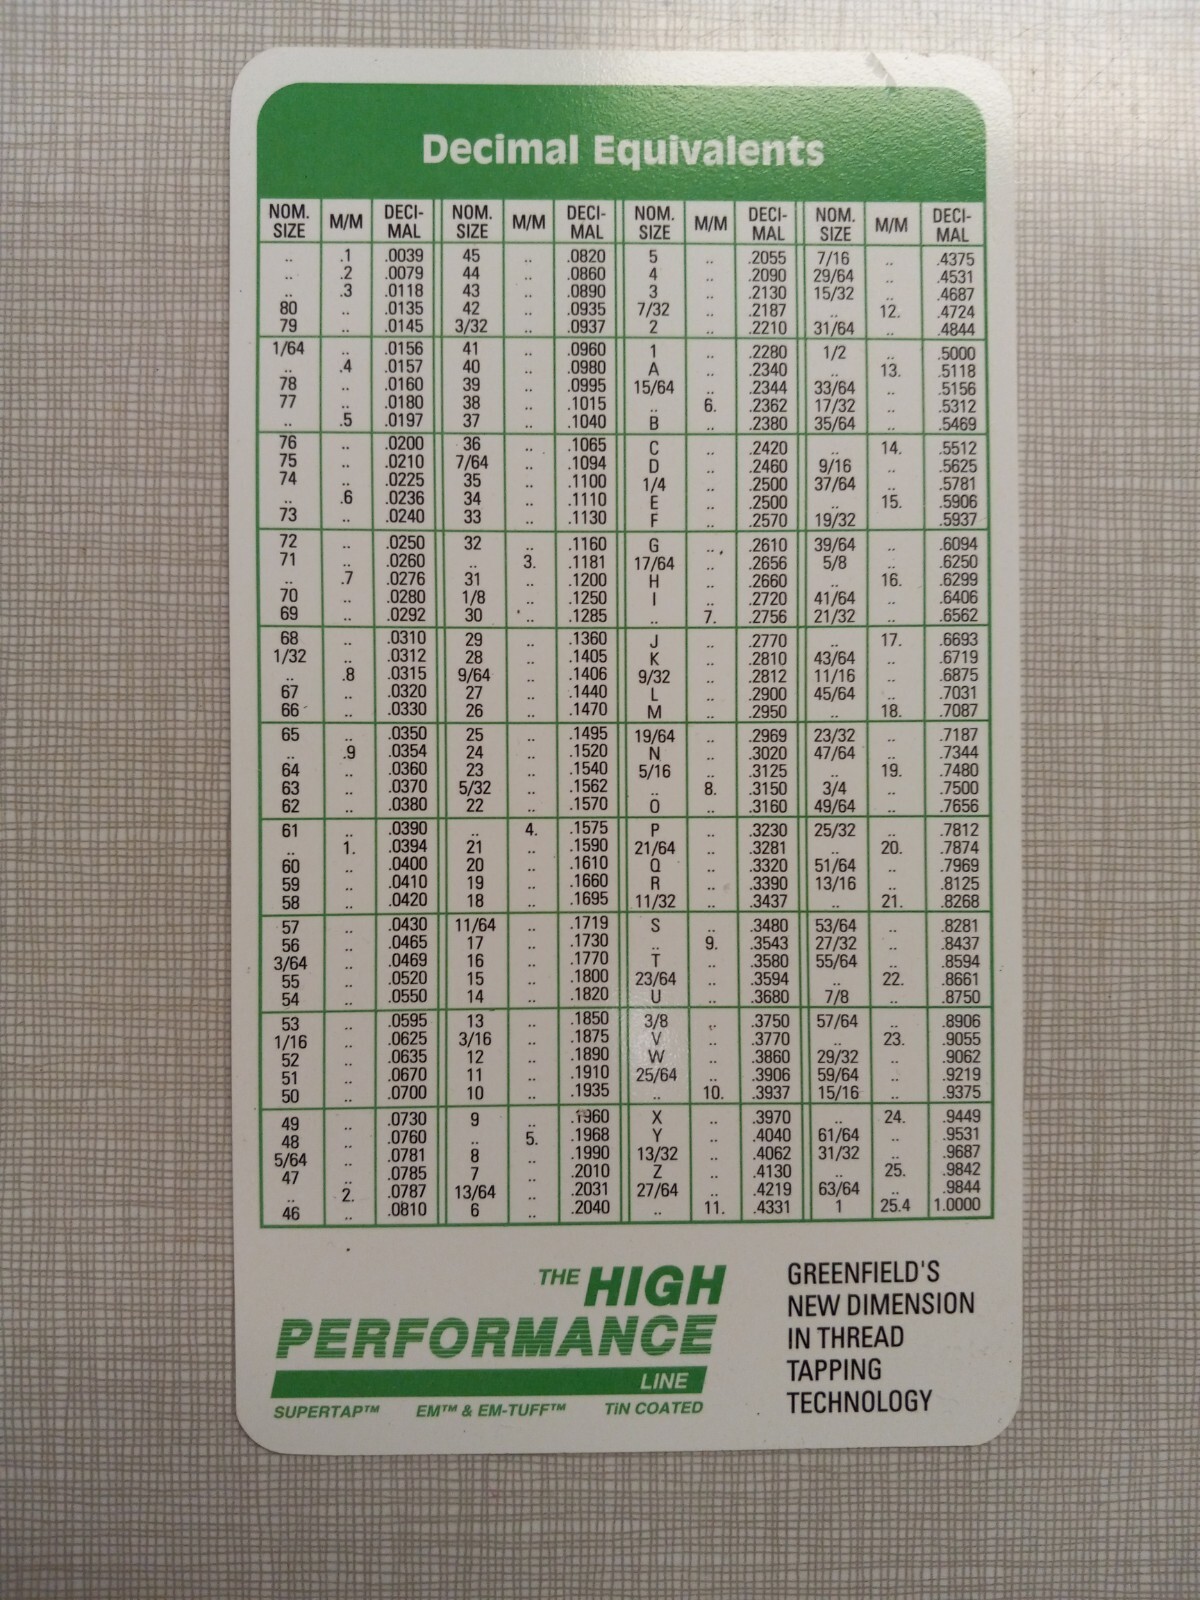 Decimal Equivalents
NOM. SIZE M/M DECI- MAL NOM. SIZE M/M DECI- MAL NOM. SIZE M/M DECI- MAL NOM. SIZE M/M DECI- MAL
.. .1 .0039 45 .. .0820 5 .. .2055 7/16 .. .4375
.. .2 .0079 44 .. .0860 4 .. .2090 29/64 .. .4531
.. .3 .0118 43 .. .0890 3 .. .2130 15/32 .. .4687
80 .. .0135 42 .. .0935 7/32 .. .2187 .. 12. .4724
79 .. .0145 3/32 .. .0937 2 .. .2210 31/64 .. .4844
1/64 .. .0156 41 .. .0960 1 .. .2280 1/2 .. .5000
.. .4 .0157 40 .. .0980 A .. .2340 .. 13. .5118
78 .. .0160 39 .. .0995 15/64 .. .2344 33/64 .. .5156
77 .. .0180 38 .. .1015 .. 6. .2362 17/32 .. .5312
.. .5 .0197 37 .. .1040 B .. .2380 35/64 .. .5469
76 .. .0200 36 .. .1065 C .. .2420 .. 14. .5512
75 .. .0210 7/64 .. .1094 D .. .2460 9/16 .. .5625
74 .. .0225 35 .. .1100 1/4 .. .2500 37/64 .. .5781
.. .6 .0236 34 .. .1110 E .. .2500 .. 15. .5906
73 .. .0240 33 .. .1130 F .. .2570 19/32 .. .5937
72 .. .0250 32 .. .1160 G .. .2610 39/64 .. .6094
71 .. .0260 .. 3. .1181 17/64 .. .2656 5/8 .. .6250
.. .7 .0276 31 .. .1200 H .. .2660 .. 16. .6299
70 .. .0280 1/8 .. .1250 I .. .2720 41/64 .. .6406
69 .. .0292 30 .. .1285 .. 7. .2756 21/32 .. .6562
68 .. .0310 29 .. .1360 J .. .2770 .. 17. .6693
1/32 .. .0312 28 .. .1405 K .. .2810 43/64 .. .6719
.. .8 .0315 9/64 .. .1406 9/32 .. .2812 11/16 .. .6875
67 .. .0320 27 .. .1440 L .. .2900 45/64 .. .7031
66 .. .0330 26 .. .1470 M .. .2950 .. 18. .7087
65 .. .0350 25 .. .1495 19/64 .. .2969 23/32 .. .7187
.. .9 .0354 24 .. .1520 N .. .3020 47/64 .. .7344
64 .. .0360 23 .. .1540 5/16 .. .3125 .. 19. .7480
63 .. .0370 5/32 .. .1562 .. 8. .3150 3/4 .. .7500
62 .. .0380 22 .. .1570 O .. .3160 49/64 .. .7656
61 .. .0390 .. 4. .1575 P .. .3230 25/32 .. .7812
.. 1. .0394 21 .. .1590 21/64 .. .3281 .. 20. .7874
60 .. .0400 20 .. .1610 Q .. .3320 51/64 .. .7969
59 .. .0410 19 .. .1660 R .. .3390 13/16 .. .8125
58 .. .0420 18 .. .1695 11/32 .. .3437 .. 21. .8268
57 .. .0430 11/64 .. .1719 S .. .3480 53/64 .. .8281
56 .. .0465 17 .. .1730 .. 9. .3543 27/32 .. .8437
3/64 .. .0469 16 .. .1770 T .. .3580 55/64 .. .8594
55 .. .0520 15 .. .1800 23/64 .. .3594 .. 22. .8661
54 .. .0550 14 .. .1820 U .. .3680 7/8 .. .8750
53 .. .0595 13 .. .1850 3/8 .. .3750 57/64 .. .8906
1/16 .. .0625 3/16 .. .1875 V .. .3770 .. 23. .9055
52 .. .0635 12 .. .1890 W .. .3860 29/32 .. .9062
51 .. .0670 11 .. .1910 25/64 .. .3906 59/64 .. .9219
50 .. .0700 10 .. .1935 .. 10. .3937 15/16 .. .9375
49 .. .0730 9 .. .1960 X .. .3970 .. 24. .9449
48 .. .0760 .. 5. .1968 Y .. .4040 61/64 .. .9531
5/64 .. .0781 8 .. .1990 13/32 .. .4062 31/32 .. .9687
47 .. .0785 7 .. .2010 Z .. .4130 .. 25. .9842
.. 2. .0787 13/64 .. .2031 27/64 .. .4219 63/64 .. .9844
46 .. .0810 6 .. .2040 .. 11. .4331 1 25.4 1.0000
THE HIGH
PERFORMANCE
LINE
SUPERTAP™ EM™ & EM-TUFF™ TiN COATED
GREENFIELD'S
NEW DIMENSION
IN THREAD
TAPPING
TECHNOLOGY